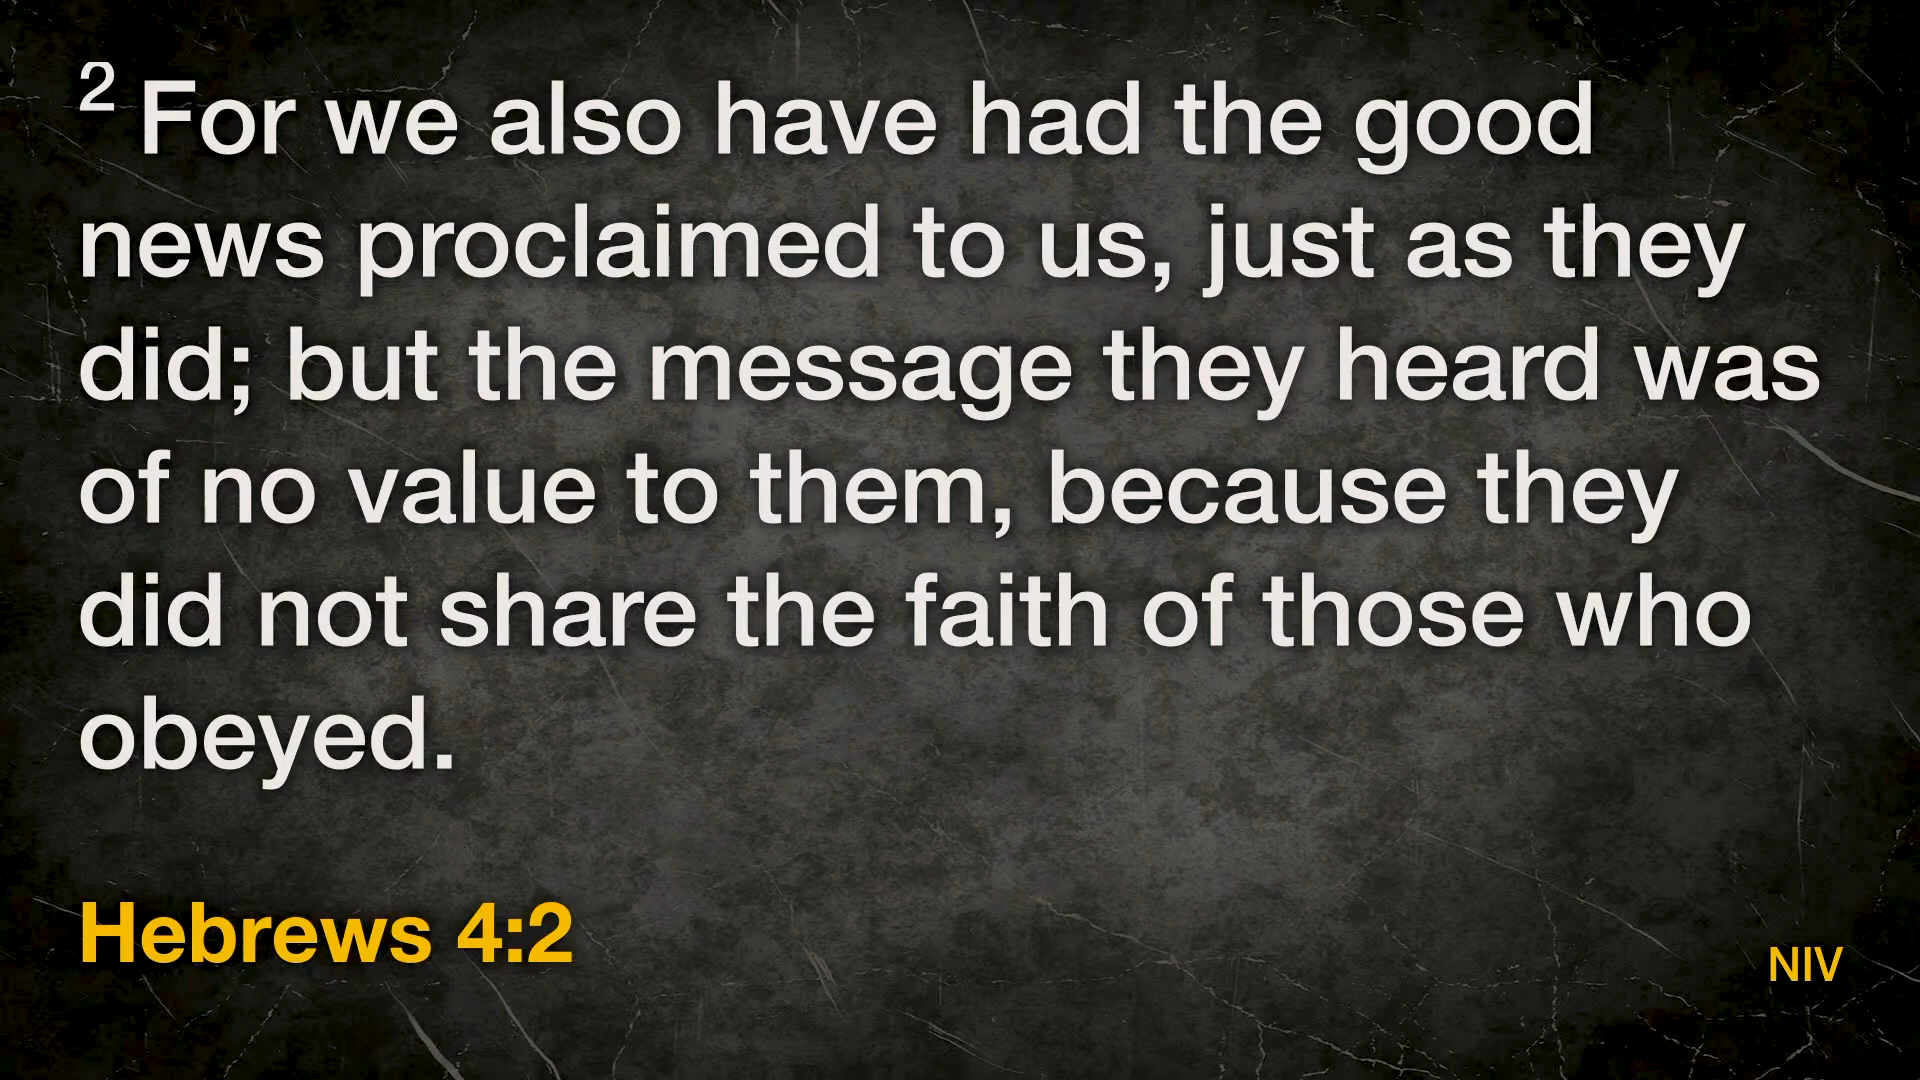 2 For we also have had the good
news proclaimed to us, just as they
did; but the message they heard was
of no value to them, because they
did not share the faith of those who
obeyed.
Hebrews 4:2
NIV